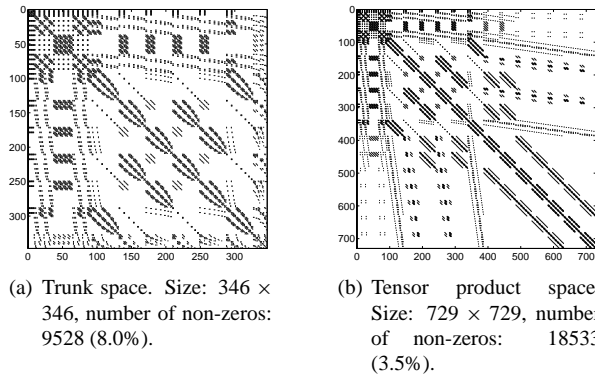 0
50
100
150
200
250
300
0 50 100 150 200 250 300
0
100
200
300
400
500
600
700
0 100 200 300 400 500 600 700
(a) Trunk space. Size: 346 ×
346, number of non-zeros:
9528 (8.0%).
(b) Tensor product space
Size: 729 × 729, number
of non-zeros: 18533
(3.5%).